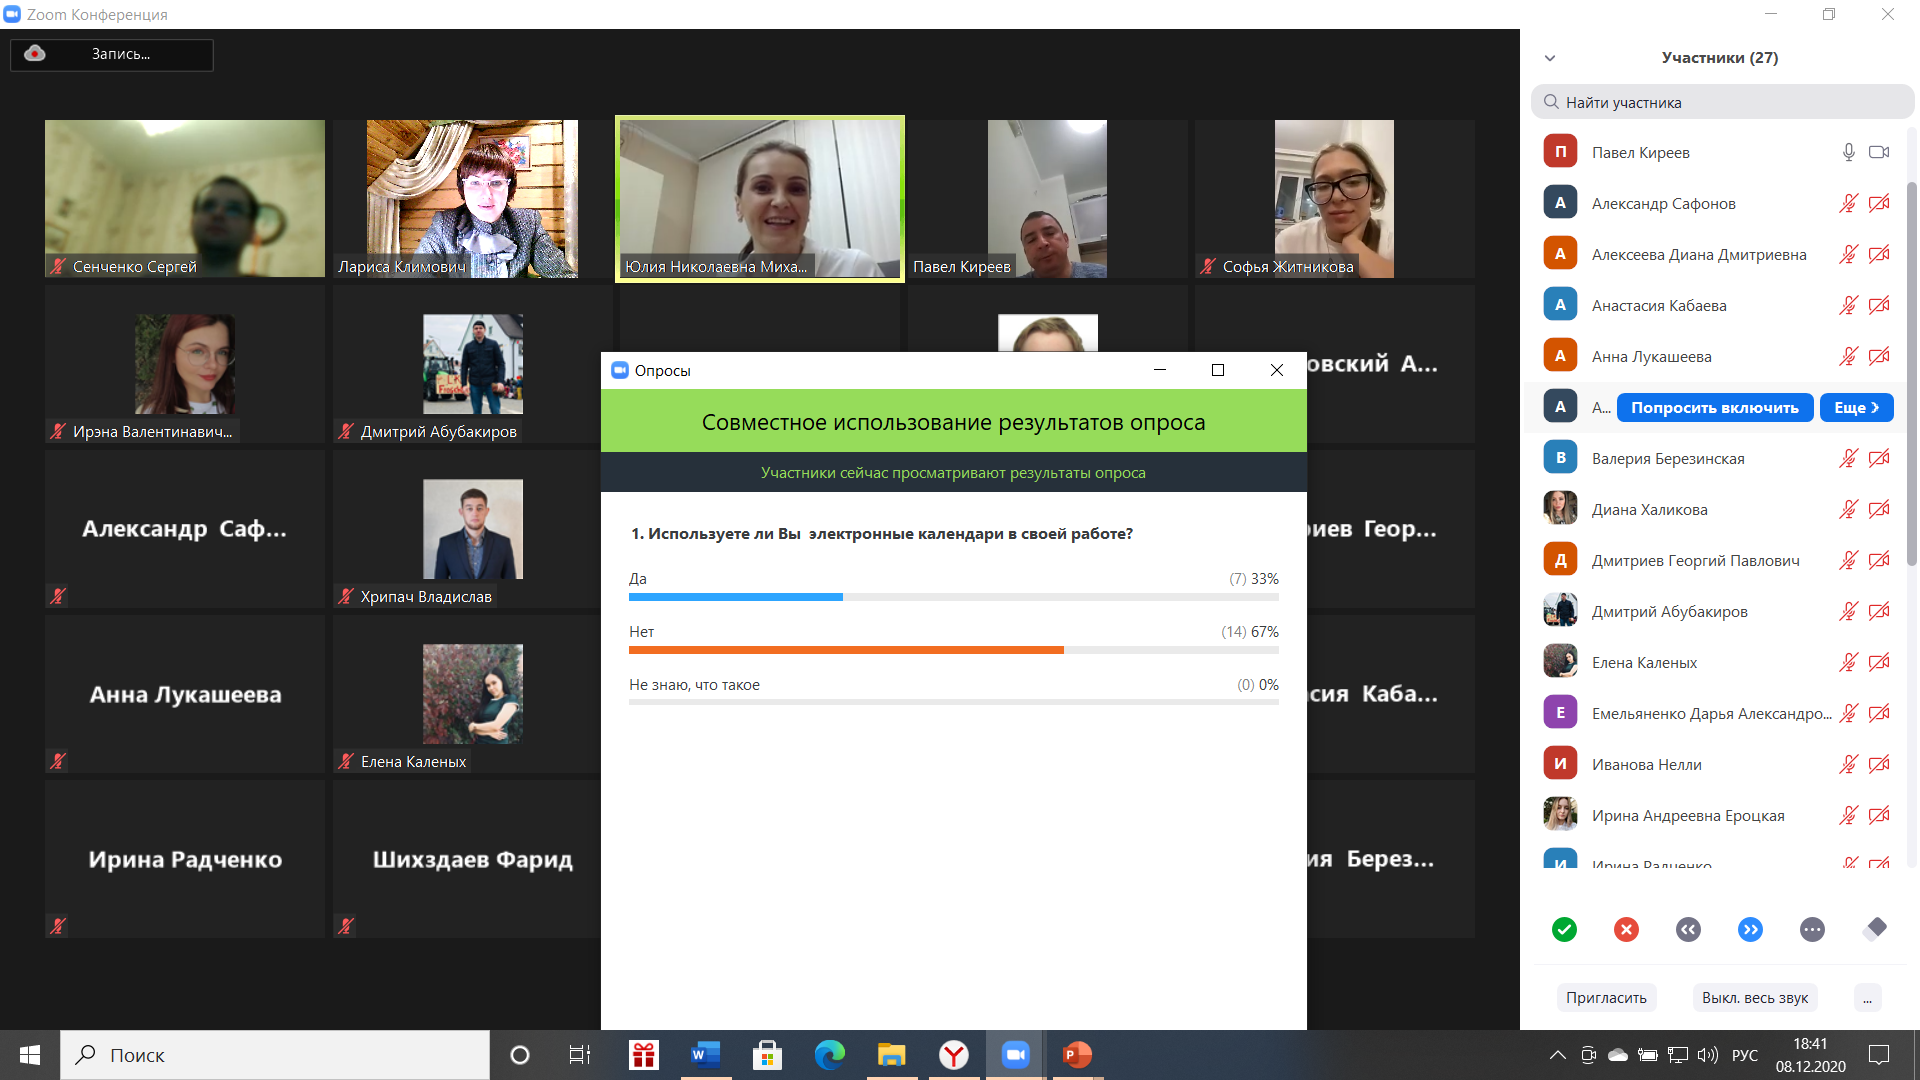 Zoom Конференция
Запись...
Сенченко Сергей
Лариса Климович
Юлия Николаевна Миха...
Павел Киреев
Софья Житникова
Ирэна Валентинавич...
Дмитрий Абубакиров
овский А...
Александр Саф...
Хрипач Владислав
риев Геор...
Анна Лукашеева
Елена Каленых
сия Каба...
Ирина Радченко
Шихздаев Фарид
ия Берез...
Опросы
Совместное использование результатов опроса
Участники сейчас просматривают результаты опроса
1. Используете ли Вы электронные календари в своей работе?
Да (7) 33%
Нет (14) 67%
Не знаю, что такое (0) 0%
Участники (27)
Найти участника
П Павел Киреев
А Александр Сафонов
А Алексеева Диана Дмитриевна
А Анастасия Кабаева
А Анна Лукашеева
А А... Попросить включить Еще
В Валерия Березинская
Диана Халикова
Д Дмитриев Георгий Павлович
Дмитрий Абубакиров
Елена Каленых
Е Емельяненко Дарья Александро...
И Иванова Нелли
Ирина Андреевна Ероцкая
И Ирина Радченко
Пригласить Выкл. весь звук ...
Поиск
РУС
18:41
08.12.2020